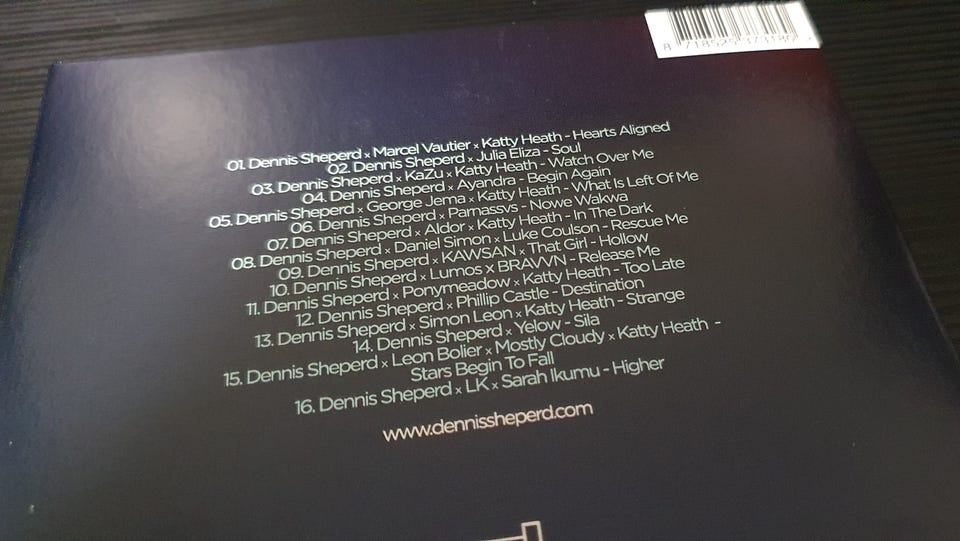 8 718525 373180 >
01. Dennis Sheperd x Marcel Vautier x Katty Heath - Hearts Aligned
02. Dennis Sheperd x Julia Eliza - Soul
03. Dennis Sheperd x KaZu x Katty Heath - Watch Over Me
04. Dennis Sheperd x Ayandra - Begin Again
05. Dennis Sheperd x George Jema x Katty Heath - What Is Left Of Me
06. Dennis Sheperd x Parnassvs - Nowe Wakwa
07. Dennis Sheperd x Aldor x Katty Heath - In The Dark
08. Dennis Sheperd x Daniel Simon x Luke Coulson - Rescue Me
09. Dennis Sheperd x KAWSAN x That Girl - Hollow
10. Dennis Sheperd x Lumos X BRAVVN - Release Me
11. Dennis Sheperd x Ponymeadow x Katty Heath - Too Late
12. Dennis Sheperd x Phillip Castle - Destination
13. Dennis Sheperd x Simon Leon x Katty Heath - Strange
14. Dennis Sheperd x Yelow - Sila
15. Dennis Sheperd x Leon Bolier x Mostly Cloudy x Katty Heath -
Stars Begin To Fall
16. Dennis Sheperd x LK x Sarah Ikumu - Higher
www.dennissheperd.com